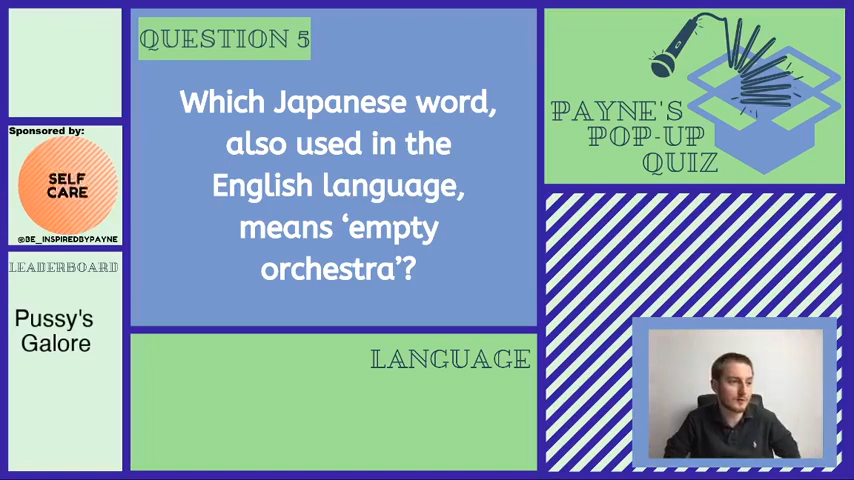 QUESTION 5
Which Japanese word,
also used in the
English language,
means ‘empty
orchestra’?
PAYNE'S
POP-UP
QUIZ
Sponsored by:
SELF
CARE
@BE_INSPIREDBYPAYNE
LEADERBOARD
Pussy's
Galore
LANGUAGE